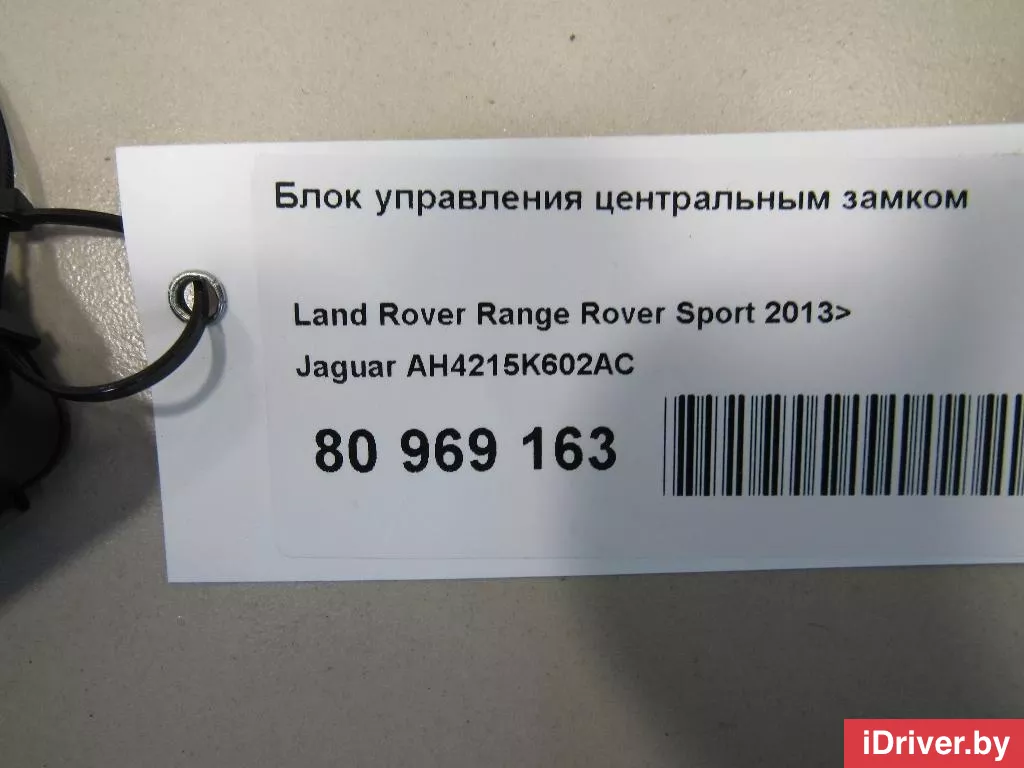 Блок управления центральным замком
Land Rover Range Rover Sport 2013>
Jaguar AH4215K602AC
80 969 163
iDriver.by